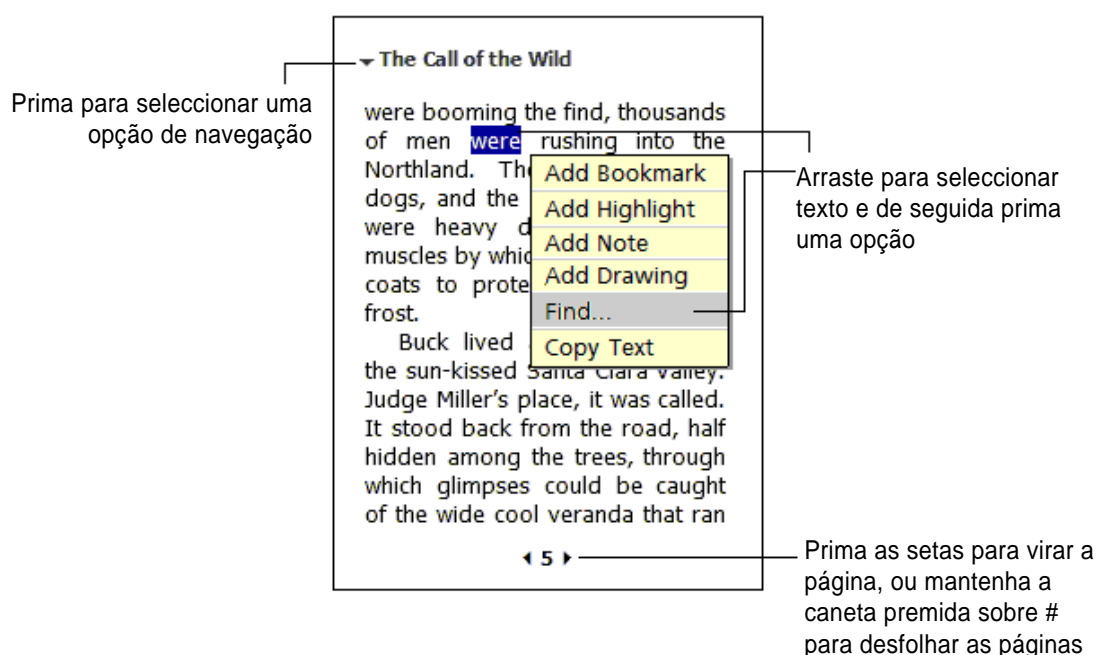 The Call of the Wild
Prima para seleccionar uma
opção de navegação
were booming the find, thousands
of men were rushing into the
Northland. The
dogs, and the
were heavy d
muscles by whic
coats to prote
frost.
Buck lived
the sun-kissed Santa Clara Valley.
Judge Miller's place, it was called.
It stood back from the road, half
hidden among the trees, through
which glimpses could be caught
of the wide cool veranda that ran
Add Bookmark
Add Highlight
Add Note
Add Drawing
Find...
Copy Text
Arraste para seleccionar
texto e de seguida prima
uma opção
5
Prima as setas para virar a
página, ou mantenha a
caneta premida sobre #
para desfolhar as páginas